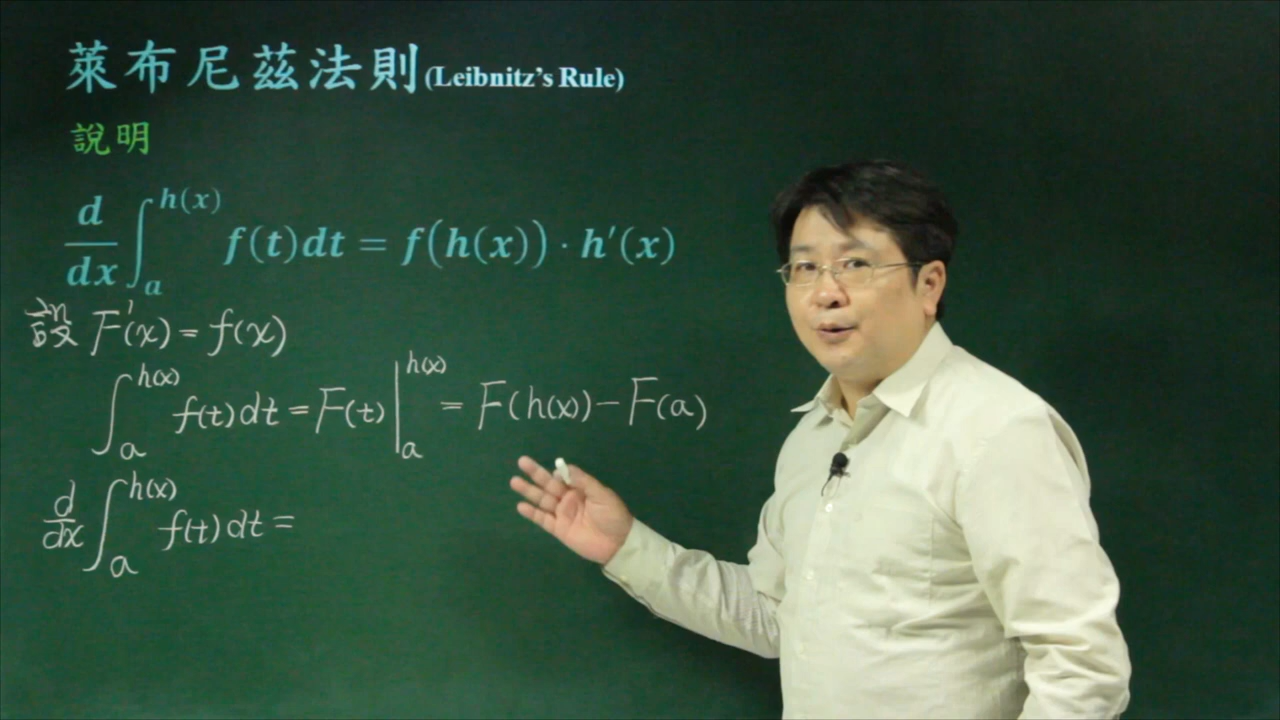 萊布尼茲法則(Leibnitz's Rule)
說明
d/dx ∫_a^{h(x)} f(t)dt = f(h(x))·h′(x)
設 F′(x) = f(x)
∫_a^{h(x)} f(t)dt = F(t)|_a^{h(x)} = F(h(x)) − F(a)
d/dx ∫_a^{h(x)} f(t)dt =